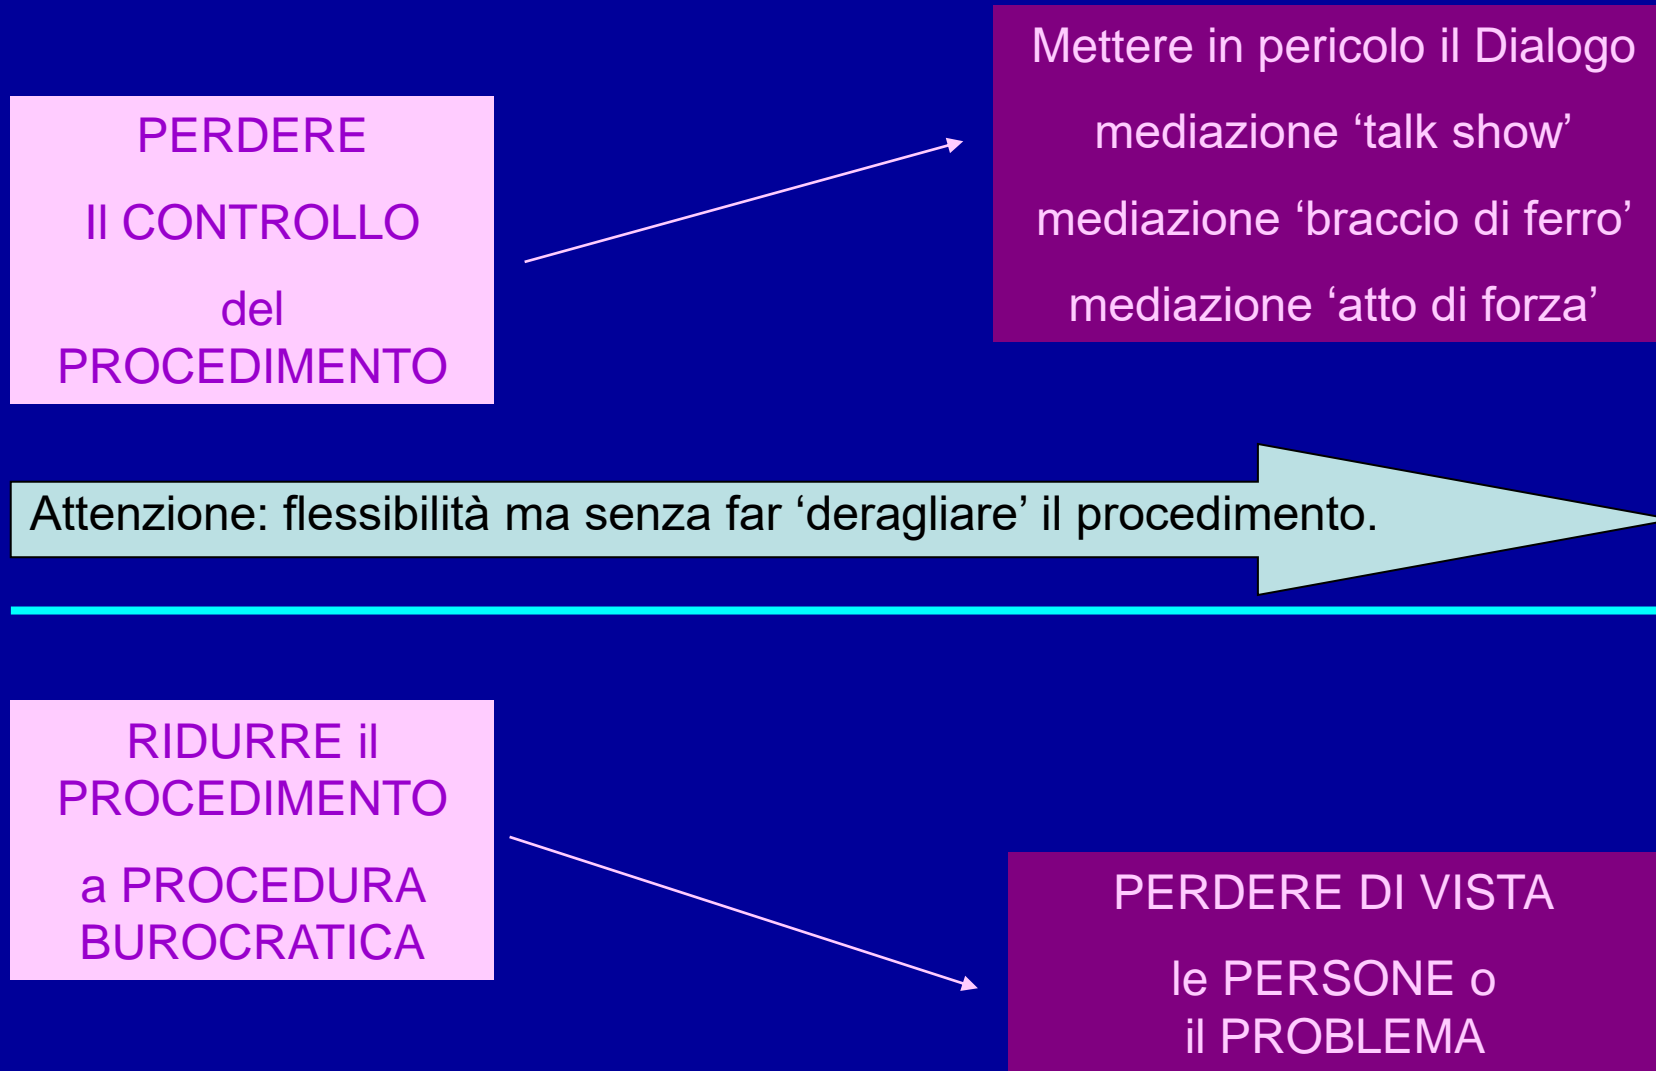 PERDERE
Il CONTROLLO
del
PROCEDIMENTO
Mettere in pericolo il Dialogo
mediazione ‘talk show’
mediazione ‘braccio di ferro’
mediazione ‘atto di forza’
Attenzione: flessibilità ma senza far ‘deragliare’ il procedimento.
RIDURRE il
PROCEDIMENTO
a PROCEDURA
BUROCRATICA
PERDERE DI VISTA
le PERSONE o
il PROBLEMA